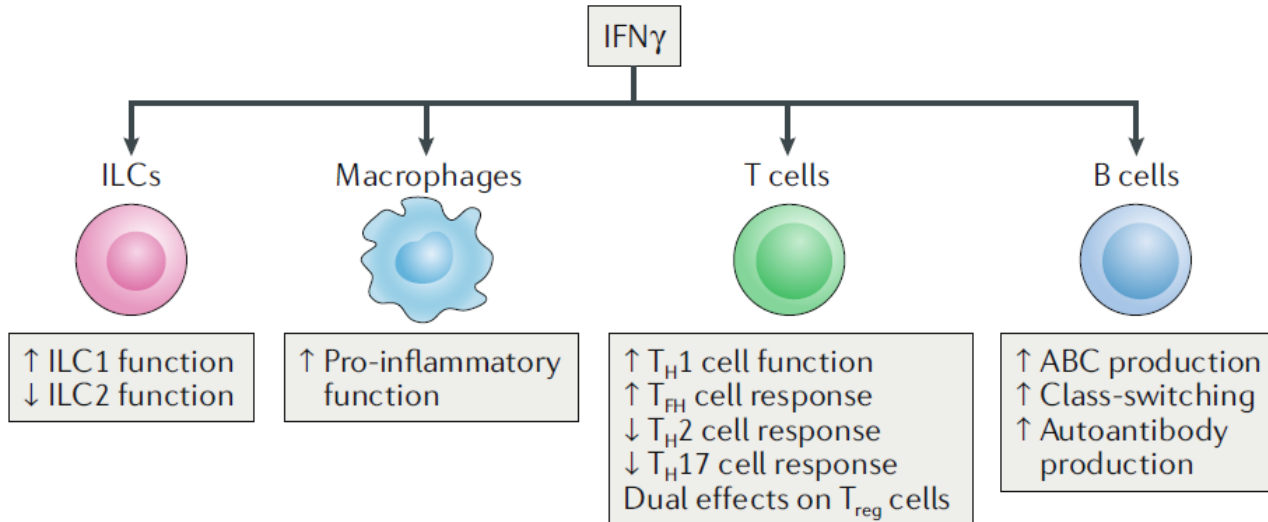 IFNγ
ILCs
Macrophages
T cells
B cells
↑ ILC1 function
↓ ILC2 function
↑ Pro-inflammatory
function
↑ TH1 cell function
↑ TFH cell response
↓ TH2 cell response
↓ TH17 cell response
Dual effects on Treg cells
↑ ABC production
↑ Class-switching
↑ Autoantibody
production